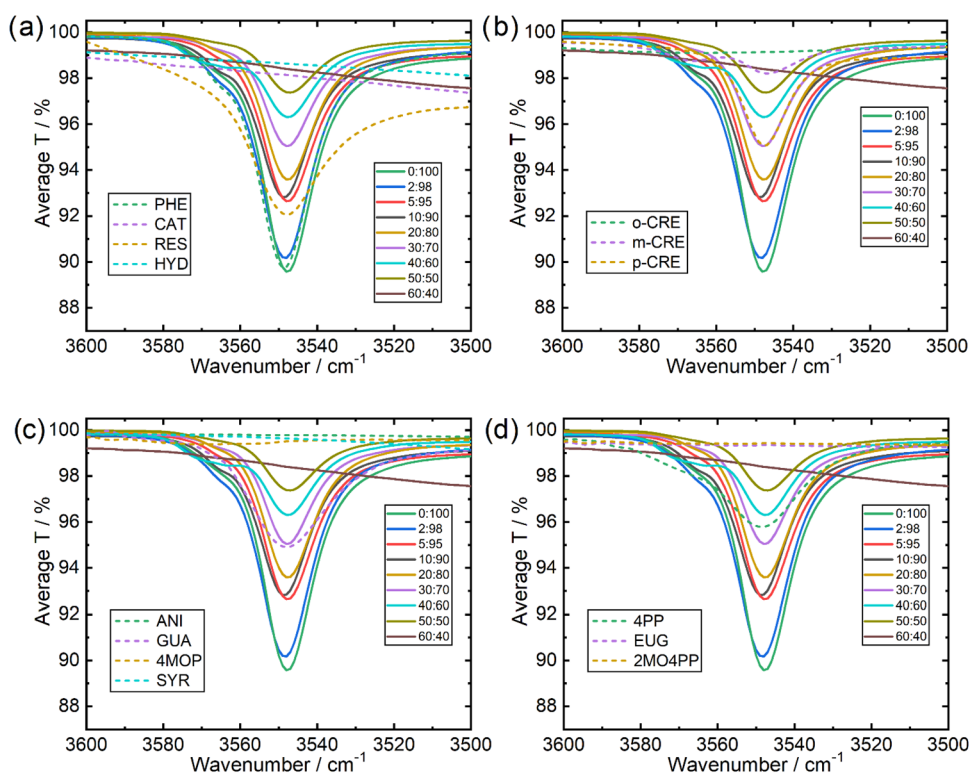 (a)
100
98
96
94
92
90
88
Average T / %
PHE
CAT
RES
HYD
0:100
2:98
5:95
10:90
20:80
30:70
40:60
50:50
60:40
3600 3580 3560 3540 3520 3500
Wavenumber / cm-1
(b)
100
98
96
94
92
90
88
Average T / %
o-CRE
m-CRE
p-CRE
0:100
2:98
5:95
10:90
20:80
30:70
40:60
50:50
60:40
3600 3580 3560 3540 3520 3500
Wavenumber / cm-1
(c)
100
98
96
94
92
90
88
Average T / %
ANI
GUA
4MOP
SYR
0:100
2:98
5:95
10:90
20:80
30:70
40:60
50:50
60:40
3600 3580 3560 3540 3520 3500
Wavenumber / cm-1
(d)
100
98
96
94
92
90
88
Average T / %
4PP
EUG
2MO4PP
0:100
2:98
5:95
10:90
20:80
30:70
40:60
50:50
60:40
3600 3580 3560 3540 3520 3500
Wavenumber / cm-1